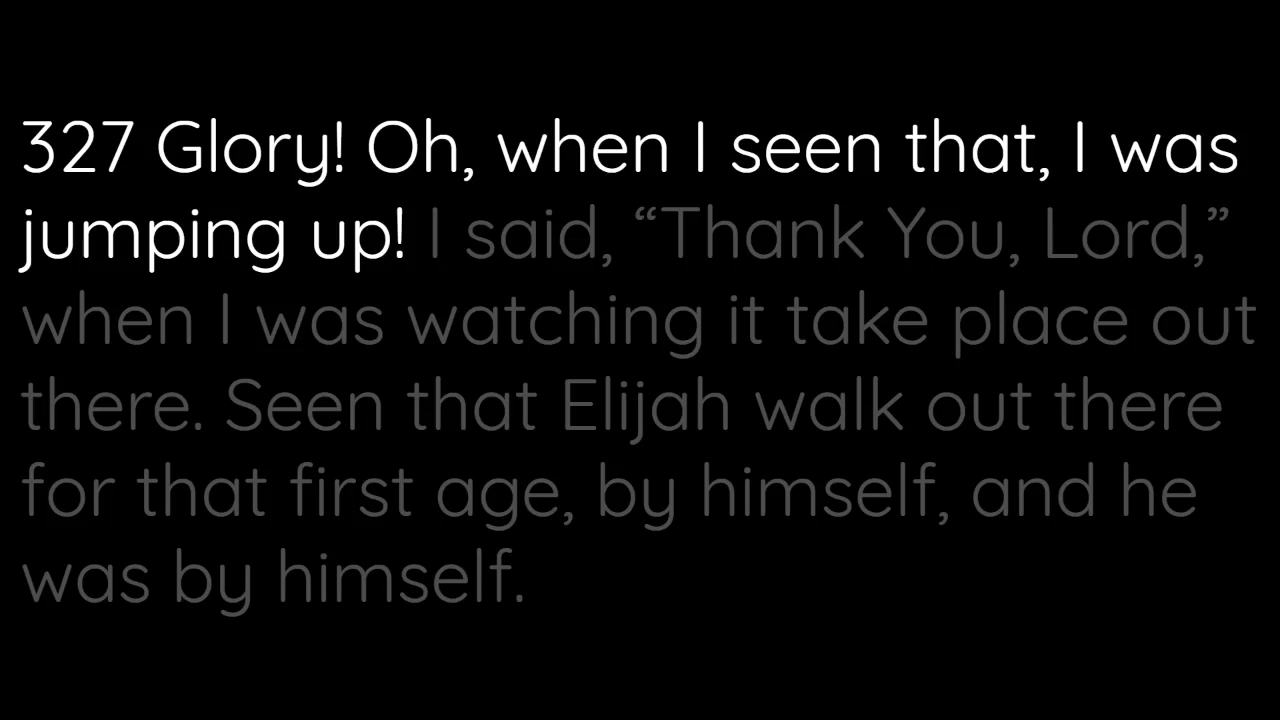 327 Glory! Oh, when I seen that, I was
jumping up! I said, “Thank You, Lord,”
when I was watching it take place out
there. Seen that Elijah walk out there
for that first age, by himself, and he
was by himself.